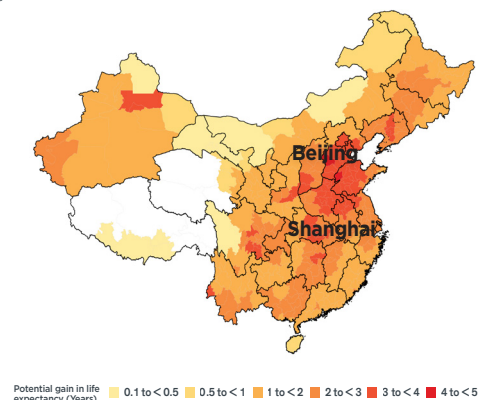 Beijing
Shanghai
Potential gain in life
expectancy (Years)
0.1 to < 0.5 0.5 to < 1 1 to < 2 2 to < 3 3 to < 4 4 to < 5